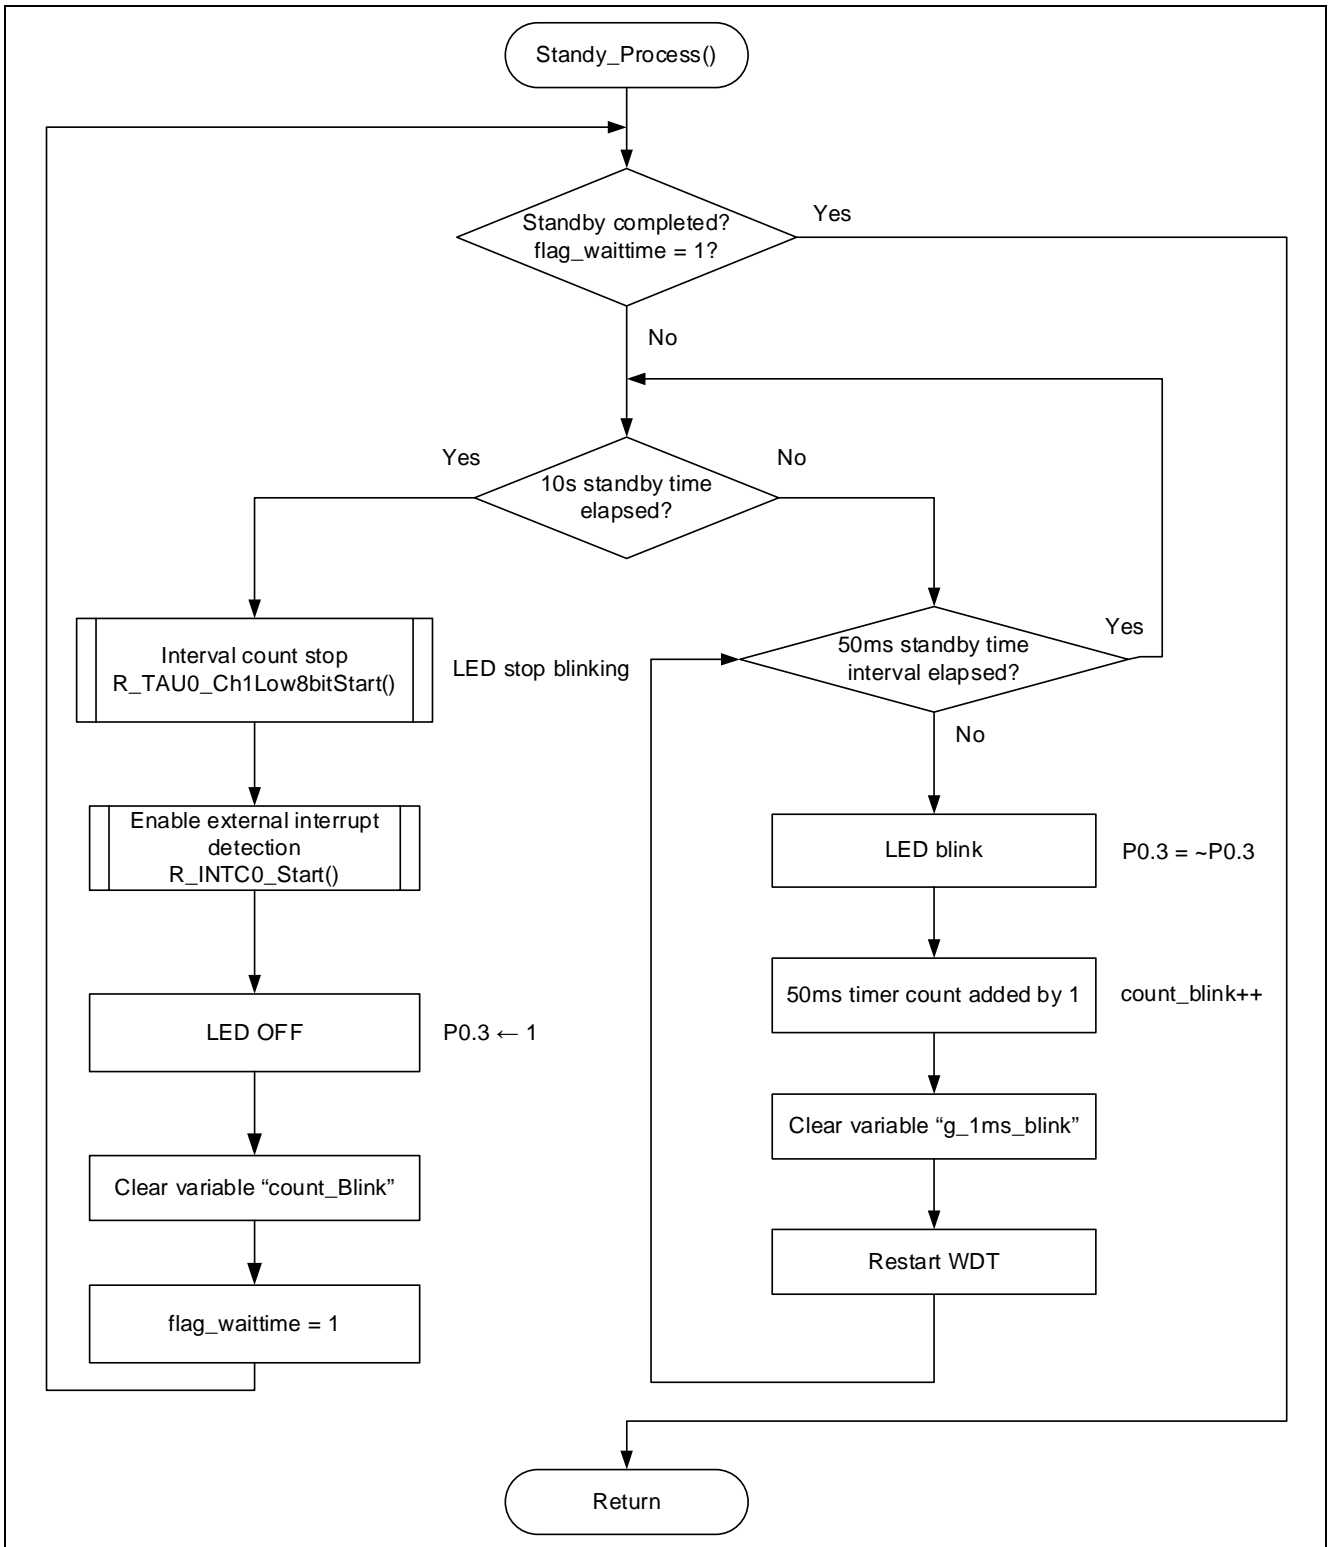 Standy_Process()
Standby completed?
flag_waittime = 1?
Yes
No
10s standby time
elapsed?
Yes
No
Interval count stop
R_TAU0_Ch1Low8bitStart()
LED stop blinking
50ms standby time
interval elapsed?
Yes
No
Enable external interrupt
detection
R_INTC0_Start()
LED blink
P0.3 = ~P0.3
LED OFF
P0.3 ← 1
50ms timer count added by 1
count_blink++
Clear variable “g_1ms_blink”
Clear variable “count_Blink”
Restart WDT
flag_waittime = 1
Return